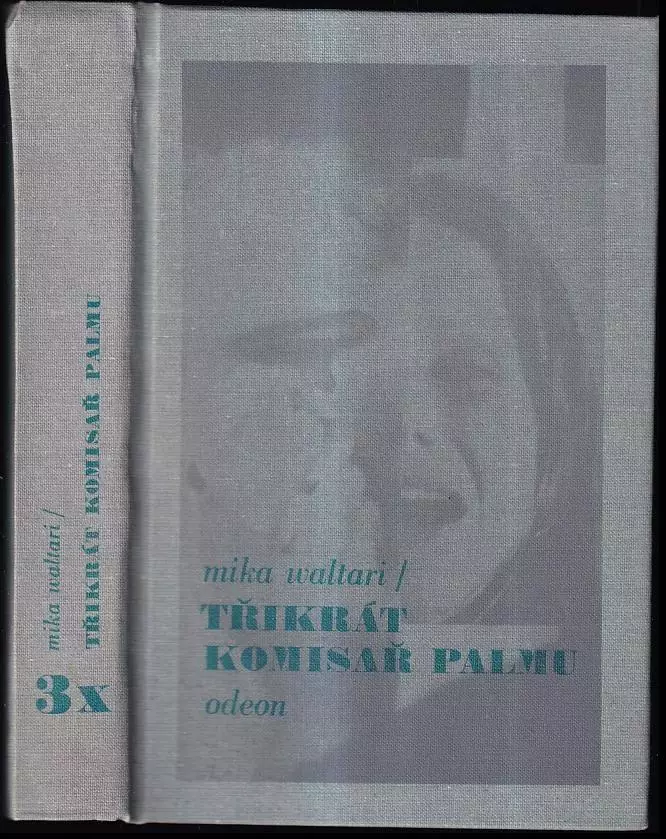 mika waltari /
TŘIKRÁT KOMISAŘ PALMU
3x
mika waltari /
TŘIKRÁT
KOMISAŘ PALMU
odeon